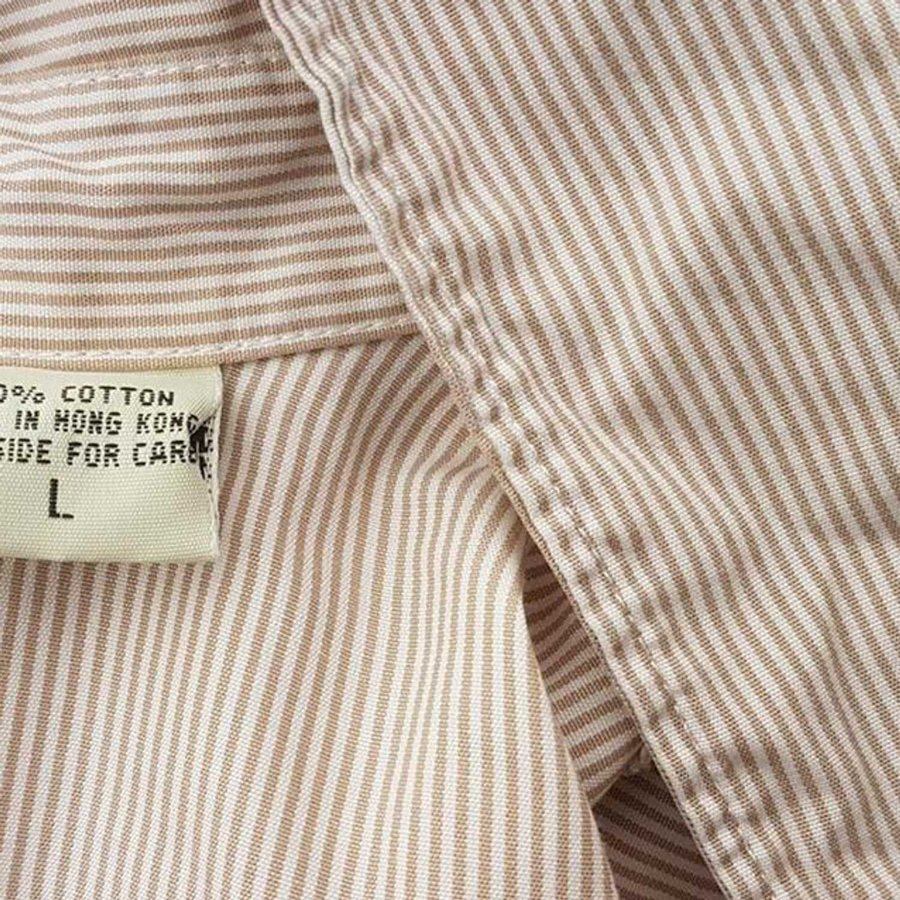 0% COTTON
IN HONG KONG
SIDE FOR CARE
L